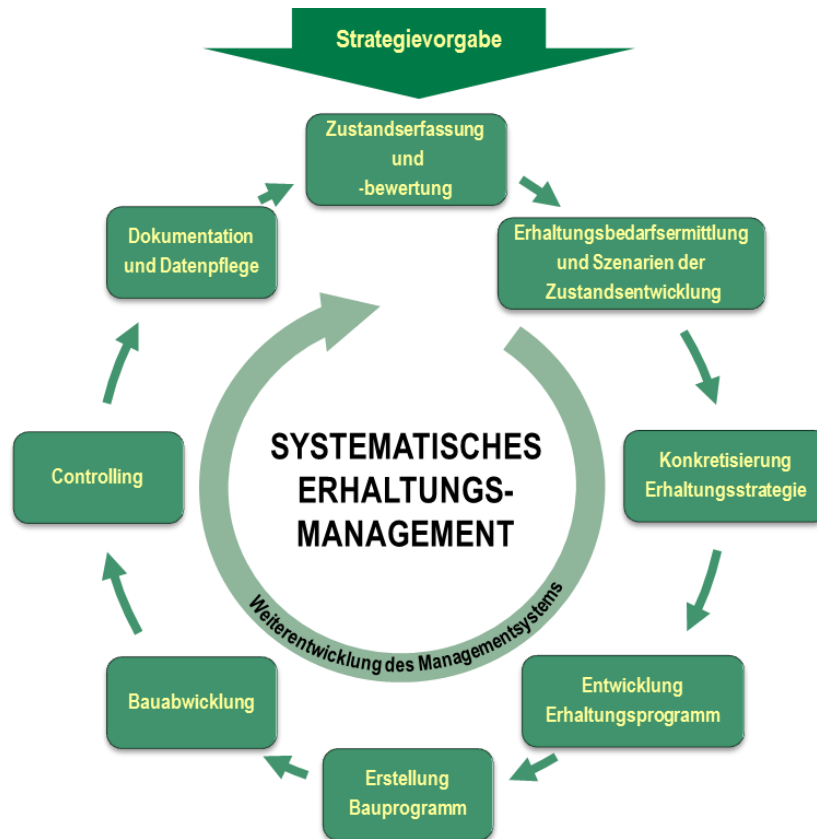 Strategievorgabe
Zustandserfassung
und
-bewertung
Erhaltungsbedarfsermittlung
und Szenarien der
Zustandsentwicklung
Konkretisierung
Erhaltungsstrategie
Entwicklung
Erhaltungsprogramm
Erstellung
Bauprogramm
Bauabwicklung
Controlling
Dokumentation
und Datenpflege
SYSTEMATISCHES
ERHALTUNGS-
MANAGEMENT
Weiterentwicklung des Managementsystems